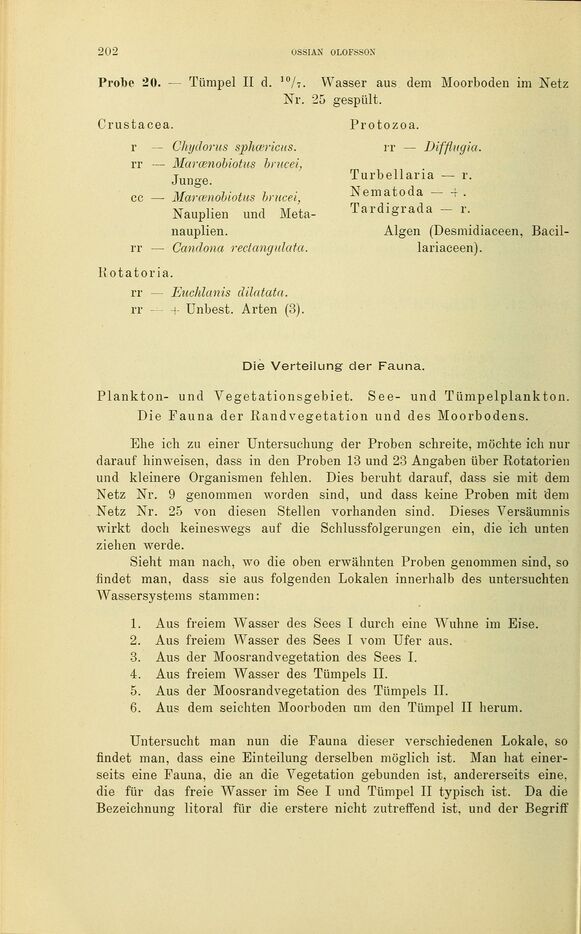 202
OSSIAN OLOFSSON
Probe 20. — Tümpel II d. ¹⁰/₇. Wasser aus dem Moorboden im Netz
Nr. 25 gespült.
Crustacea.
r — Chydorus sphæricus.
rr — Marænobiotus brucei,
Junge.
cc — Marænobiotus brucei,
Nauplien und Meta-
nauplien.
rr — Candona rectangulata.
Rotatoria.
rr — Euchlanis dilatata.
rr — + Unbest. Arten (3).
Protozoa.
rr — Difflugia.
Turbellaria — r.
Nematoda — +.
Tardigrada — r.
Algen (Desmidiaceen, Bacil-
lariaceen).
Die Verteilung der Fauna.
Plankton- und Vegetationsgebiet. See- und Tümpelplankton.
Die Fauna der Randvegetation und des Moorbodens.
Ehe ich zu einer Untersuchung der Proben schreite, möchte ich nur
darauf hinweisen, dass in den Proben 13 und 23 Angaben über Rotatorien
und kleinere Organismen fehlen. Dies beruht darauf, dass sie mit dem
Netz Nr. 9 genommen worden sind, und dass keine Proben mit dem
Netz Nr. 25 von diesen Stellen vorhanden sind. Dieses Versäumnis
wirkt doch keineswegs auf die Schlussfolgerungen ein, die ich unten
ziehen werde.
Sieht man nach, wo die oben erwähnten Proben genommen sind, so
findet man, dass sie aus folgenden Lokalen innerhalb des untersuchten
Wassersystems stammen:
1. Aus freiem Wasser des Sees I durch eine Wuhne im Eise.
2. Aus freiem Wasser des Sees I vom Ufer aus.
3. Aus der Moosrandvegetation des Sees I.
4. Aus freiem Wasser des Tümpels II.
5. Aus der Moosrandvegetation des Tümpels II.
6. Aus dem seichten Moorboden um den Tümpel II herum.
Untersucht man nun die Fauna dieser verschiedenen Lokale, so
findet man, dass eine Einteilung derselben möglich ist. Man hat einer-
seits eine Fauna, die an die Vegetation gebunden ist, andererseits eine,
die für das freie Wasser im See I und Tümpel II typisch ist. Da die
Bezeichnung litoral für die erstere nicht zutreffend ist, und der Begriff